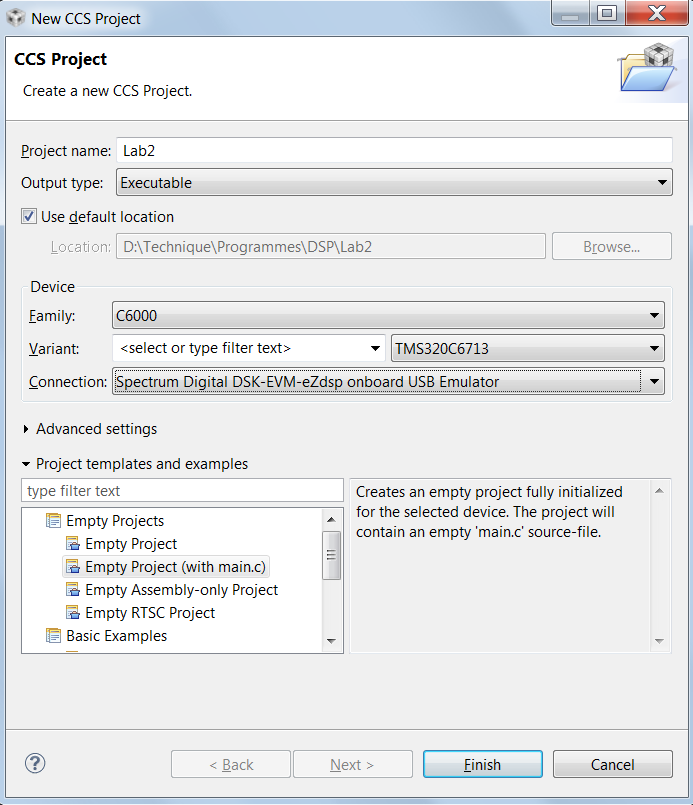 New CCS Project
CCS Project
Create a new CCS Project.
Project name: Lab2
Output type: Executable
Use default location
Location: D:\Technique\Programmes\DSP\Lab2 Browse...
Device
Family: C6000
Variant: <select or type filter text> TMS320C6713
Connection: Spectrum Digital DSK-EVM-eZdsp onboard USB Emulator
Advanced settings
Project templates and examples
type filter text
Empty Projects
Empty Project
Empty Project (with main.c)
Empty Assembly-only Project
Empty RTSC Project
Basic Examples
Creates an empty project fully initialized
for the selected device. The project will
contain an empty 'main.c' source-file.
? < Back Next > Finish Cancel